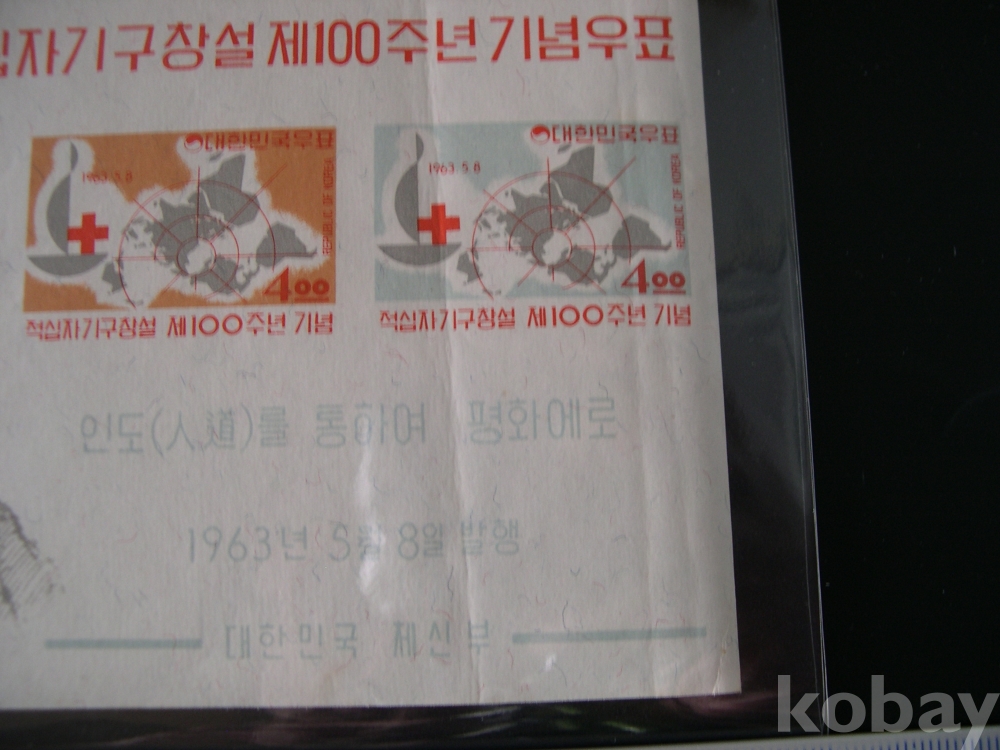 십자기구창설 제100주년 기념우표
대한민국우표
1963.5.8
REPUBLIC OF KOREA
4.00
적십자기구창설 제100주년 기념
대한민국우표
1963.5.8
REPUBLIC OF KOREA
4.00
적십자기구창설 제100주년 기념
인도(人道)를 통하여 평화에로
1963년 5월 8일 발행
대한민국 체신부
kobay